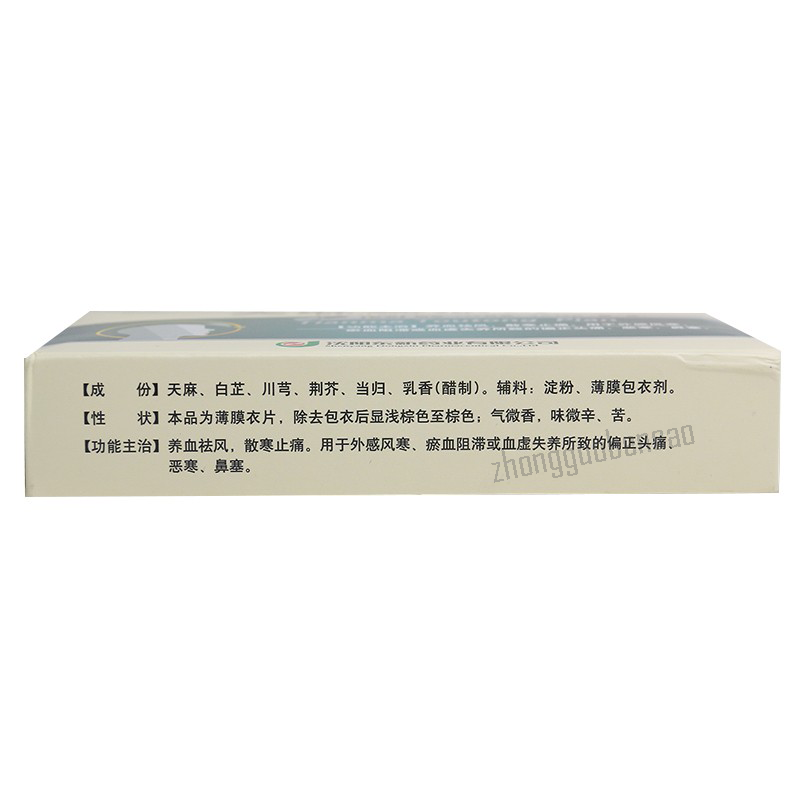 Tianma Toutong Pian
【成 份】天麻、白芷、川芎、荆芥、当归、乳香(醋制)。辅料：淀粉、薄膜包衣剂。
【性 状】本品为薄膜衣片，除去包衣后显浅棕色至棕色；气微香，味微辛、苦。
【功能主治】养血祛风，散寒止痛。用于外感风寒、瘀血阻滞或血虚失养所致的偏正头痛、
恶寒、鼻塞。
zhongguobencao